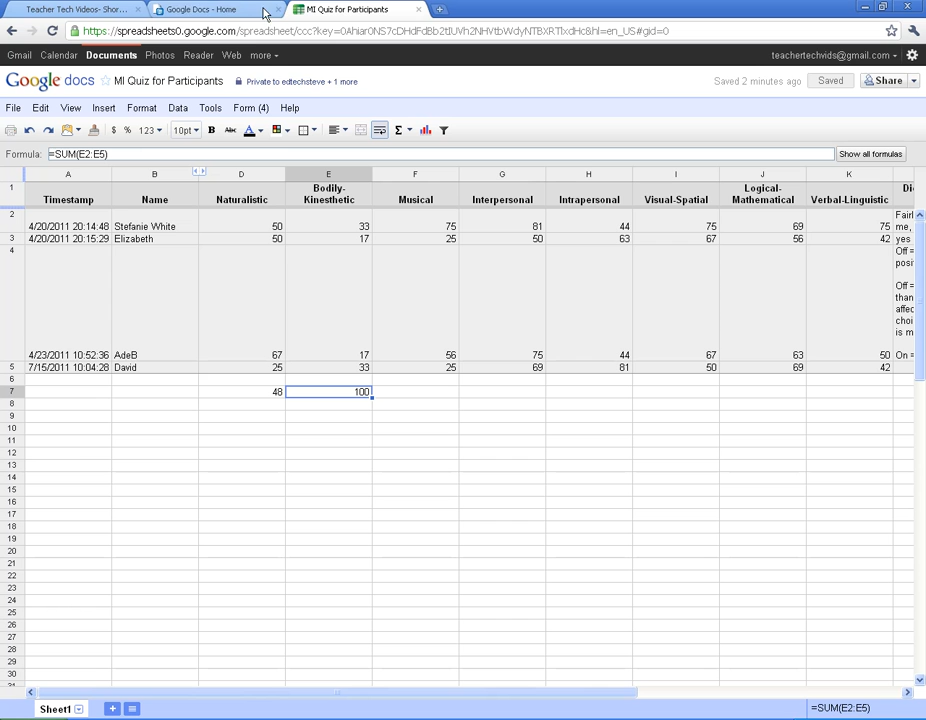 Teacher Tech Videos- Shor... Google Docs - Home MI Quiz for Participants
https://spreadsheets0.google.com/spreadsheet/
Gmail Calendar Documents Photos Reader Web more teachertechvids@gmail.com
Google docs MI Quiz for Participants Private to edtechsteve + 1 more Saved 2 minutes ago Saved Share
File Edit View Insert Format Data Tools Form (4) Help
$ % 123 10pt B Abc A Σ
Formula: =SUM(E2:E5) Show all formulas
A B D E F G H I J K
1 Timestamp Name Naturalistic Bodily-Kinesthetic Musical Interpersonal Intrapersonal Visual-Spatial Logical-Mathematical Verbal-Linguistic Di
2 4/20/2011 20:14:48 Stefanie White 50 33 75 81 44 75 69 75 Fairl
me,
3 4/20/2011 20:15:29 Elizabeth 50 17 25 50 63 67 56 42 yes
4 Off =
posit
Off =
than
affec
choi
is m
4/23/2011 10:52:36 AdeB 67 17 56 75 44 67 63 50 On =
5 7/15/2011 10:04:28 David 25 33 25 69 81 50 69 42
6
7 48 100
8
9
10
11
12
13
14
15
16
17
18
19
20
21
22
23
24
25
26
27
28
29
30
Sheet1 =SUM(E2:E5)